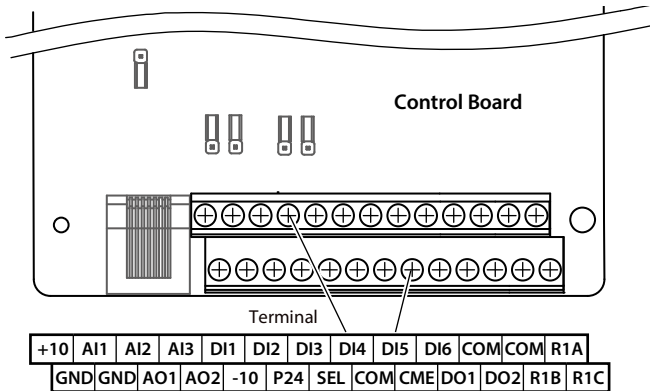 Control Board
Terminal
+10 AI1 AI2 AI3 DI1 DI2 DI3 DI4 DI5 DI6 COM COM R1A
GND GND AO1 AO2 -10 P24 SEL COM CME DO1 DO2 R1B R1C